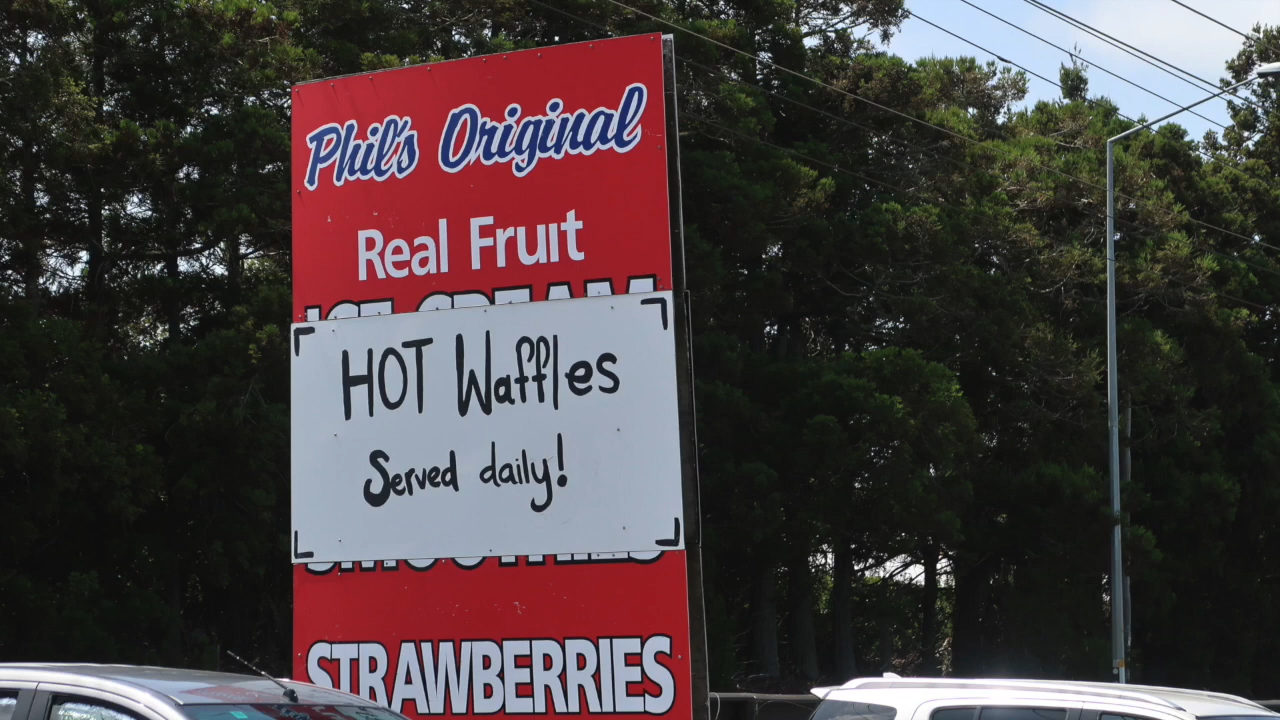 Phil's Original
Real Fruit
ICE CREAM
HOT Waffles
Served daily!
SMOOTHIES
STRAWBERRIES